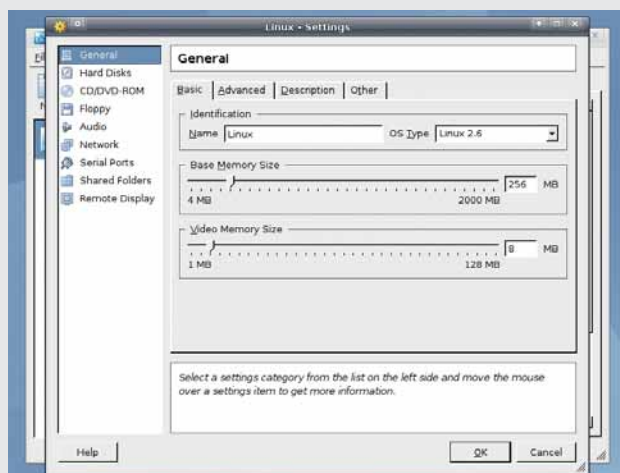 Linux - Settings
General
Hard Disks
CD/DVD-ROM
Floppy
Audio
Network
Serial Ports
Shared Folders
Remote Display
General
Basic
Advanced
Description
Other
Identification
Name Linux OS Type Linux 2.6
Base Memory Size
256 MB
4 MB 2000 MB
Video Memory Size
8 MB
1 MB 128 MB
Select a settings category from the list on the left side and move the mouse
over a settings item to get more information.
Help OK Cancel